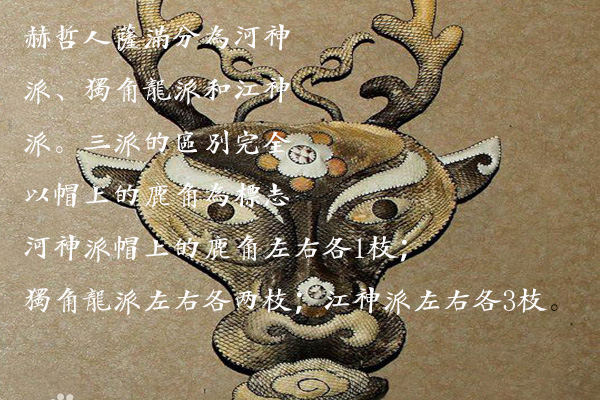 赫哲人薩滿分為河神
派、獨角龍派和江神
派。三派的區別完全
以帽上的鹿角為標志
河神派帽上的鹿角左右各1枝；
獨角龍派左右各两枝；江神派左右各3枝。